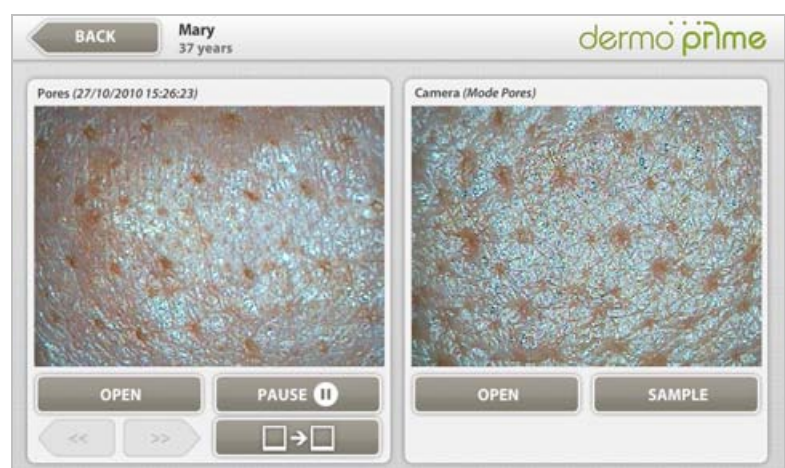 BACK
Mary
37 years
dermo prime
Pores (27/10/2010 15:26:23)
Camera (Mode Pores)
OPEN
PAUSE
OPEN
SAMPLE
<<
>>